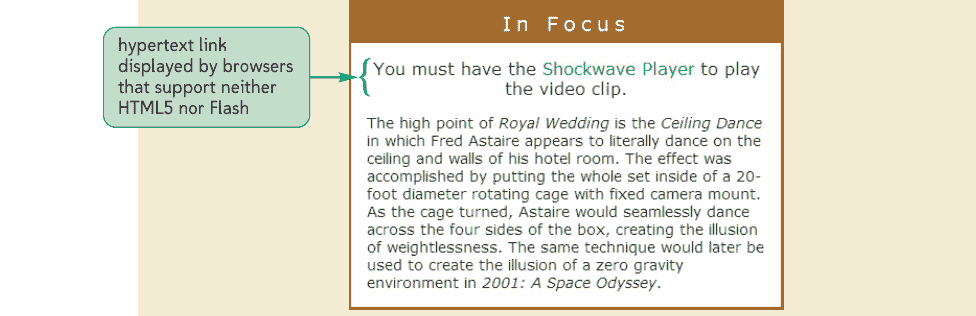 In Focus
hypertext link
displayed by browsers
that support neither
HTML5 nor Flash
You must have the Shockwave Player to play
the video clip.
The high point of Royal Wedding is the Ceiling Dance
in which Fred Astaire appears to literally dance on the
ceiling and walls of his hotel room. The effect was
accomplished by putting the whole set inside of a 20-
foot diameter rotating cage with fixed camera mount.
As the cage turned, Astaire would seamlessly dance
across the four sides of the box, creating the illusion
of weightlessness. The same technique would later be
used to create the illusion of a zero gravity
environment in 2001: A Space Odyssey.